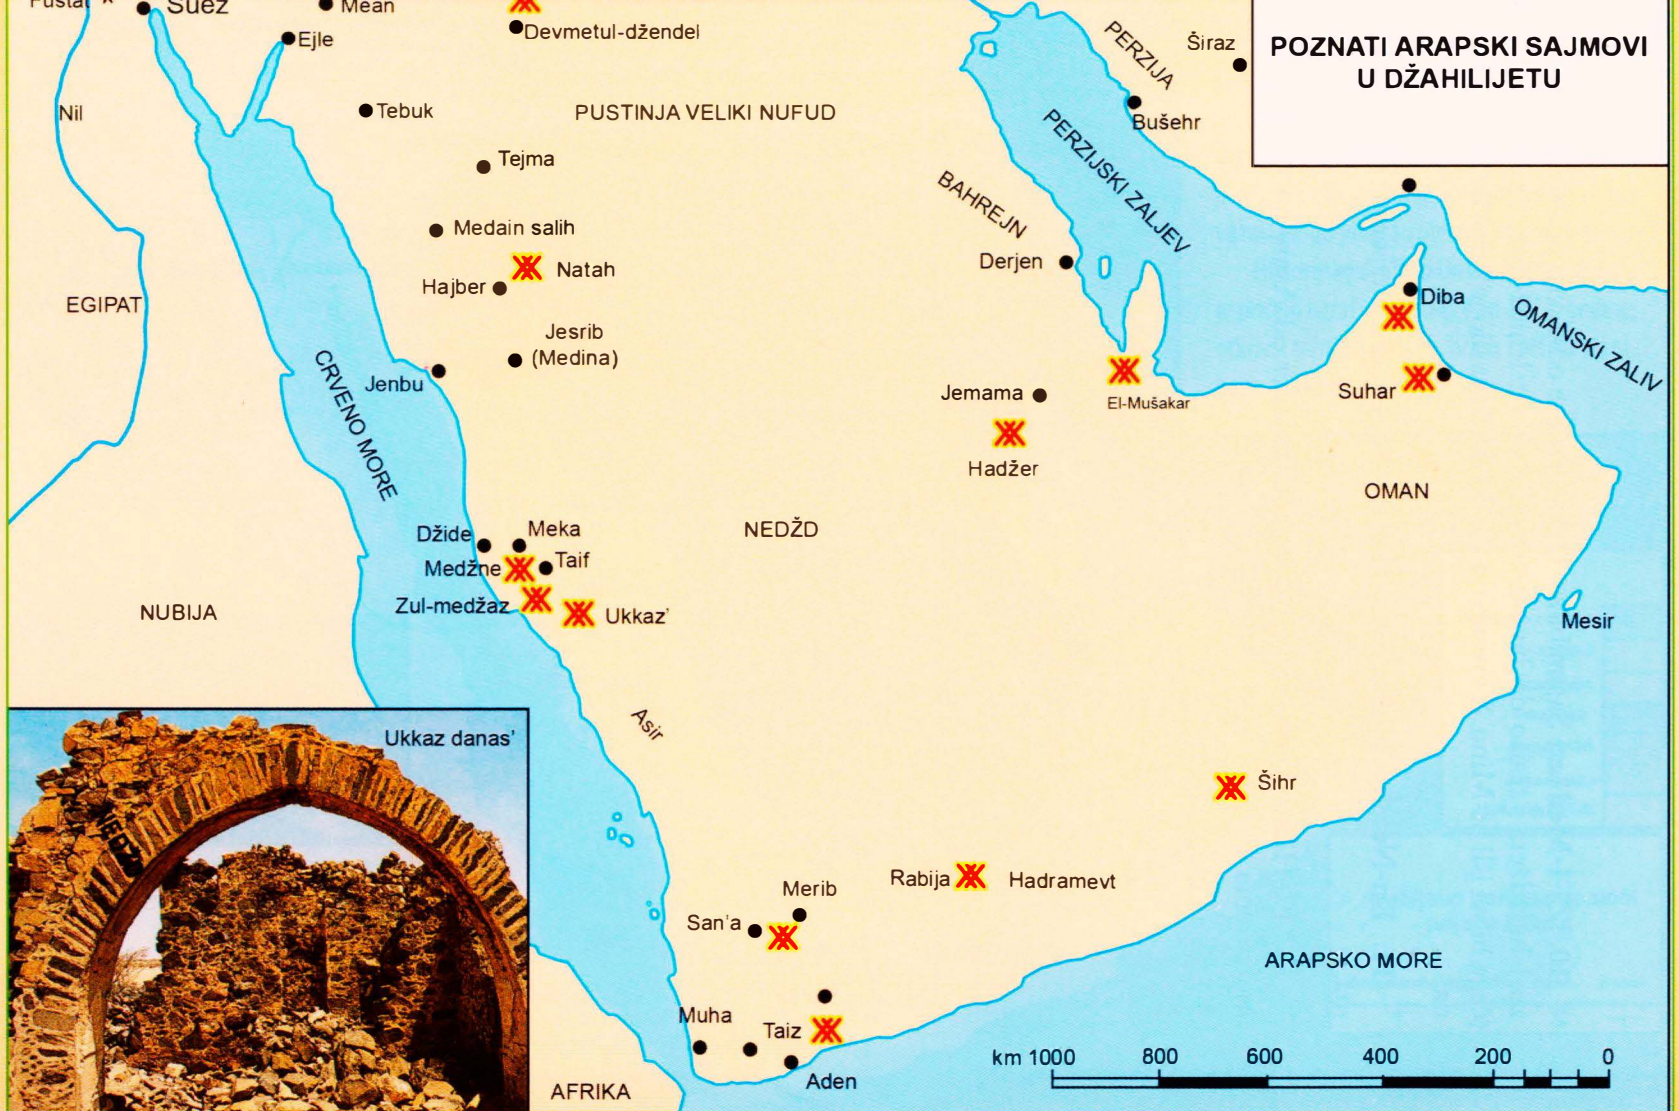 Fustat
Suez
Mean
Ejle
Devmetul-džendel
Širaz
PERZIJA
POZNATI ARAPSKI SAJMOVI
U DŽAHILIJETU
Nil
Tebuk
PUSTINJA VELIKI NUFUD
Bušehr
PERZIJSKI ZALJEV
Tejma
BAHREJN
Medain salih
Natah
Hajber
Derjen
EGIPAT
Diba
OMANSKI ZALIV
Jesrib
(Medina)
CRVENO MORE
Jenbu
Jemama
El-Mušakar
Suhar
Hadžer
OMAN
Džide
Meka
NEDŽD
Medžne
Taif
Zul-medžaz
Ukkaz'
NUBIJA
Mesir
Asir
Ukkaz danas'
NEDŽD
Šihr
Rabija
Hadramevt
Merib
San'a
ARAPSKO MORE
Muha
Taiz
Aden
AFRIKA
km 1000 800 600 400 200 0